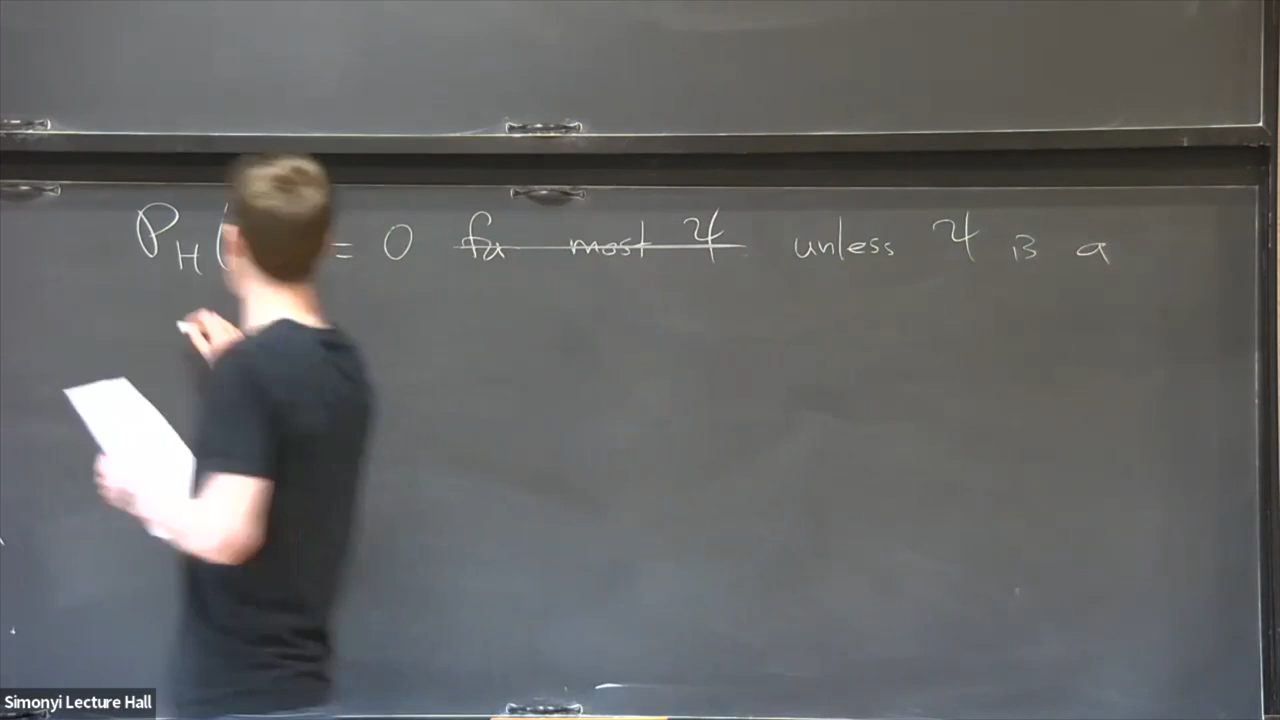 P_H( = 0 for most 𝜓 unless 𝜓 is a
Simonyi Lecture Hall